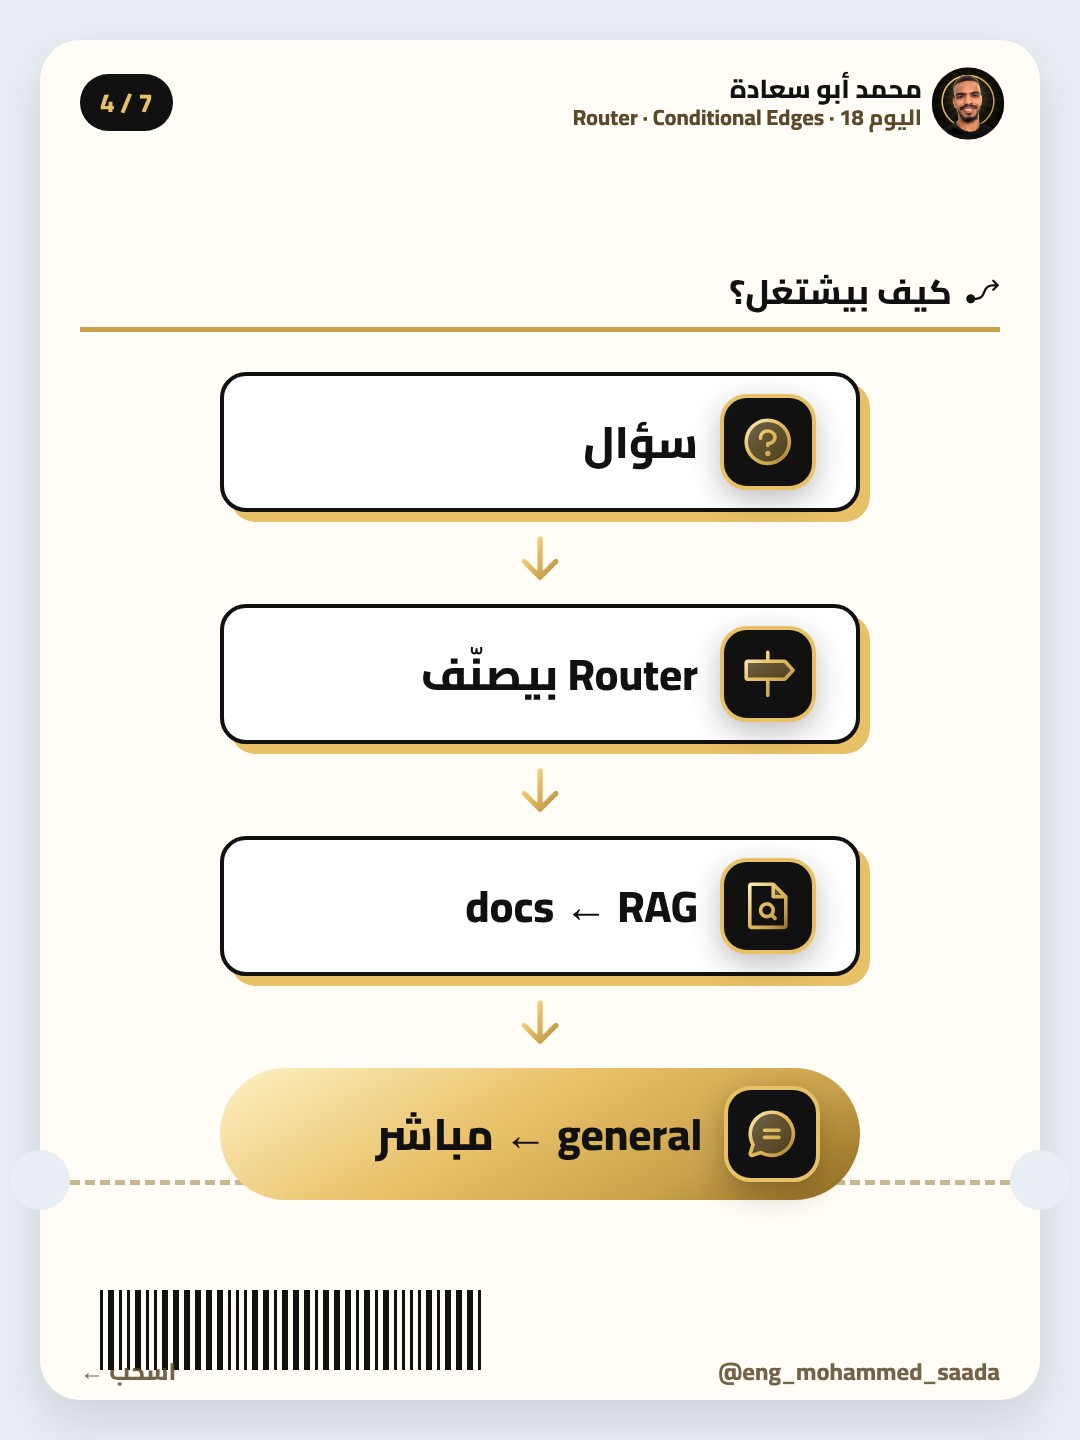 محمد أبو سعادة
اليوم 18 · Router · Conditional Edges
4 / 7
كيف بيشتغل؟
سؤال
Router بيصنّف
RAG ← docs
general ← مباشر
@eng_mohammed_saada
اسحب ←